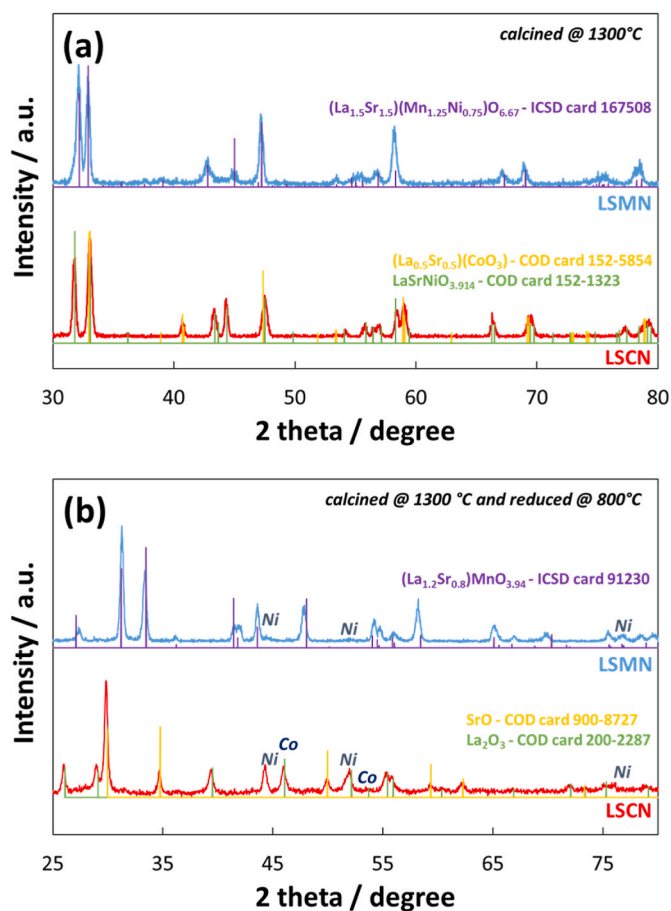 (a)
calcined @ 1300°C
(La1.5Sr1.5)(Mn1.25Ni0.75)O6.67 - ICSD card 167508
LSMN
(La0.5Sr0.5)(CoO3) - COD card 152-5854
LaSrNiO3.914 - COD card 152-1323
LSCN
Intensity / a.u.
30 40 50 60 70 80
2 theta / degree
(b)
calcined @ 1300 °C and reduced @ 800°C
(La1.2Sr0.8)MnO3.94 - ICSD card 91230
Ni Ni Ni
LSMN
SrO - COD card 900-8727
La2O3 - COD card 200-2287
Co
Ni Ni
Co Ni
LSCN
Intensity / a.u.
25 35 45 55 65 75
2 theta / degree